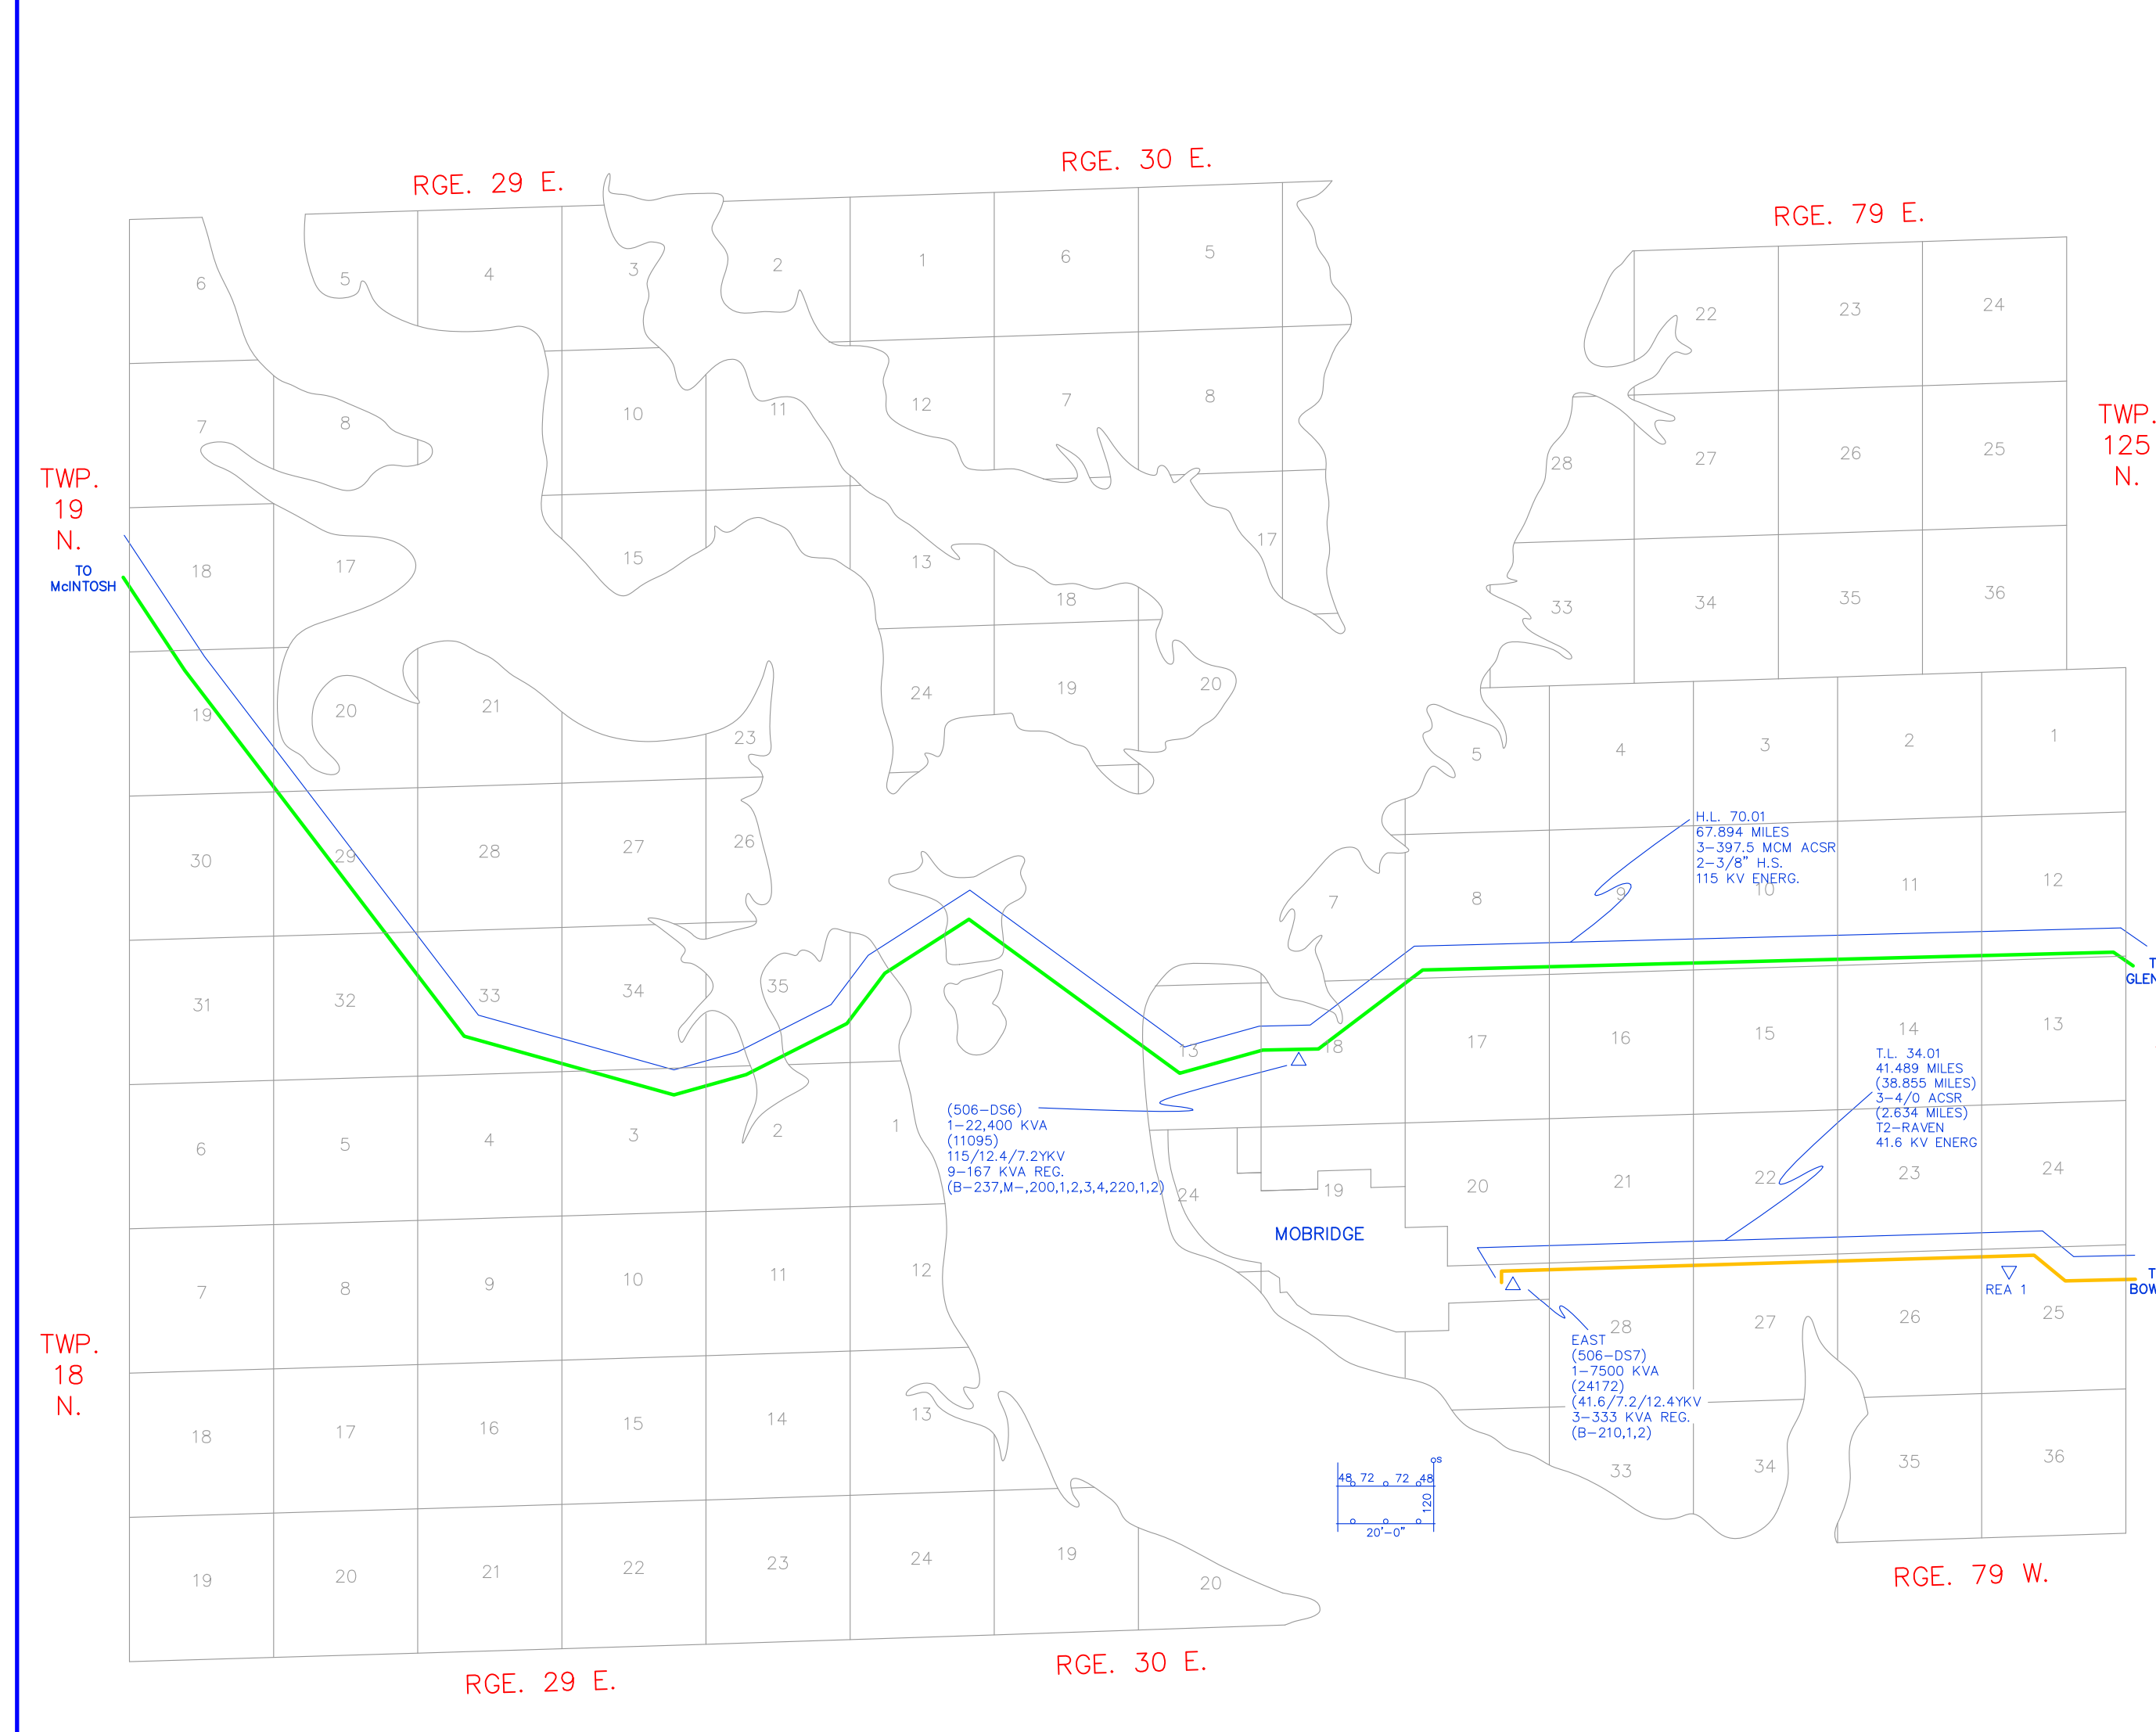 RGE. 29 E.
RGE. 30 E.
RGE. 79 E.
6
5
4
3
2
1
6
5
22
23
24
7
8
10
11
12
7
8
28
27
26
25
TWP.
125
N.
TWP.
19
N.
TO
McINTOSH
18
17
15
13
18
17
33
34
35
36
19
20
21
23
24
19
20
5
4
3
2
1
30
29
28
27
26
7
8
9
10
11
12
H.L. 70.01
67.894 MILES
3-397.5 MCM ACSR
2-3/8" H.S.
115 KV ENERG.
31
32
33
34
35
13
18
17
16
15
14
13
T
GLEN
T.L. 34.01
41.489 MILES
(38.855 MILES)
3-4/0 ACSR
(2.634 MILES)
T2-RAVEN
41.6 KV ENERG
(506-DS6)
1-22,400 KVA
(11095)
115/12.4/7.2YKV
9-167 KVA REG.
(B-237,M-,200,1,2,3,4,220,1,2)
6
5
4
3
2
1
24
19
20
21
22
23
24
MOBRIDGE
TWP.
18
N.
7
8
9
10
11
12
28
27
26
25
REA 1
T
BOW
EAST
(506-DS7)
1-7500 KVA
(24172)
(41.6/7.2/12.4YKV
3-333 KVA REG.
(B-210,1,2)
18
17
16
15
14
13
33
34
35
36
48 72 72 48
S
120
20'-0"
19
20
21
22
23
24
19
20
RGE. 79 W.
RGE. 29 E.
RGE. 30 E.